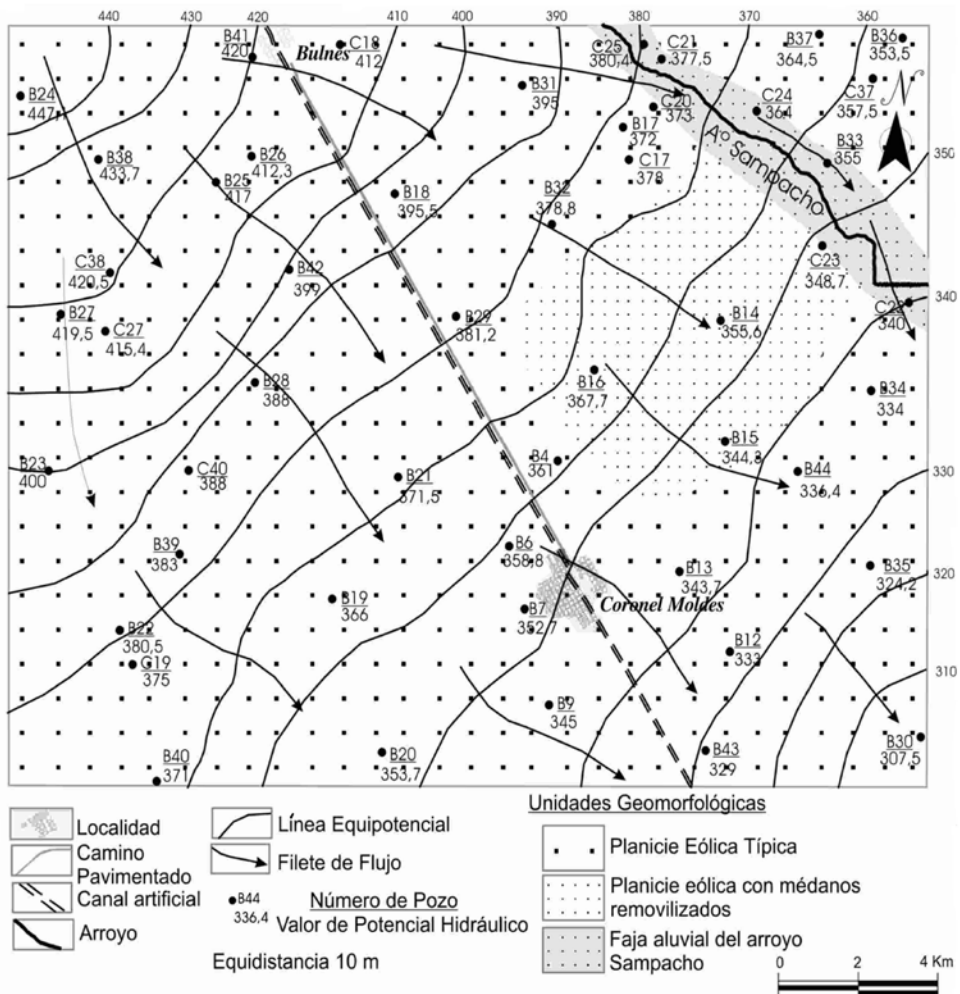 440 430 420 410 400 390 380 370 360
B41
420
Bulnes
C18
412
C25
380,4
C21
377,5
B37
364,5
B36
353,5
B24
447
B31
395
C20
373
C24
364
C37
357,5
N
B17
372
B33
355
350
B38
433,7
B26
412,3
C17
378
A° Sampacho
B25
417
B18
395,5
B32
378,8
C38
420,5
B42
399
C23
348,7
340
B27
419,5
C27
415,4
B29
381,2
B14
355,6
340
B28
388
B16
367,7
B34
334
B23
400
C40
388
B21
371,5
B4
361
B15
344,8
B44
336,4
330
B39
383
B6
358,8
B13
343,7
B35
324,2
320
B19
366
B7
352,7
Coronel Moldes
B22
380,5
C19
375
B12
333
310
B9
345
B40
371
B20
353,7
B43
329
B30
307,5
Localidad
Camino
Pavimentado
Canal artificial
Arroyo
Línea Equipotencial
Filete de Flujo
B44
336,4
Número de Pozo
Valor de Potencial Hidráulico
Equidistancia 10 m
Unidades Geomorfológicas
Planicie Eólica Típica
Planicie eólica con médanos
removilizados
Faja aluvial del arroyo
Sampacho
0 2 4 Km